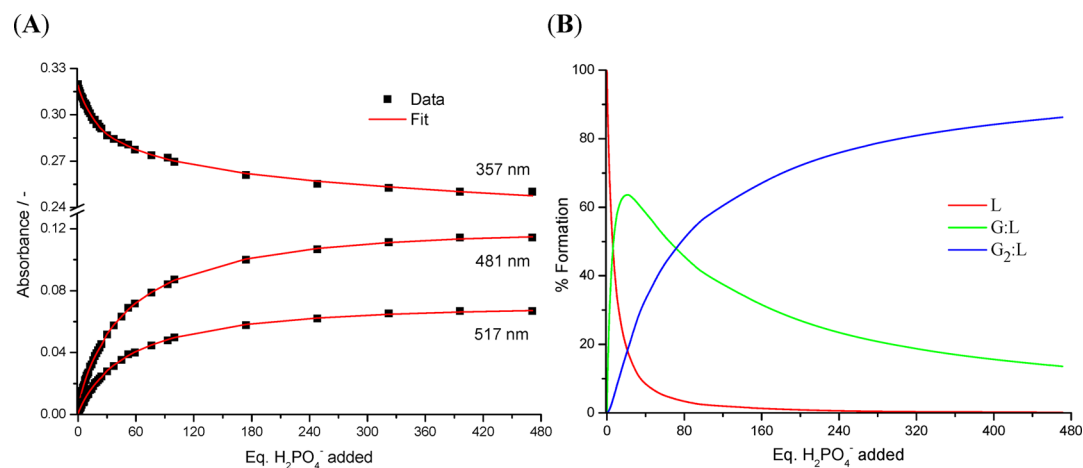 (A)
Absorbance / -
0.33
0.30
0.27
0.24
0.12
0.08
0.04
0.00
Data
Fit
357 nm
481 nm
517 nm
0 60 120 180 240 300 360 420 480
Eq. H₂PO₄⁻ added
(B)
% Formation
100
80
60
40
20
0
L
G:L
G₂:L
0 80 160 240 320 400 480
Eq. H₂PO₄⁻ added